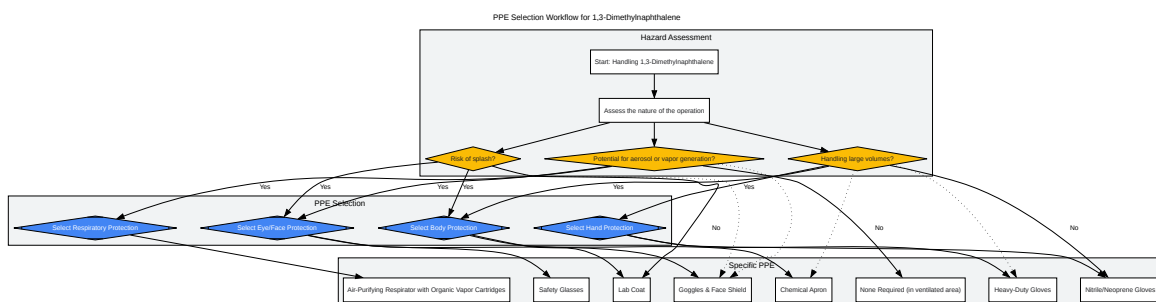 PPE Selection Workflow for 1,3-Dimethylnaphthalene
Hazard Assessment
Start: Handling 1,3-Dimethylnaphthalene
Assess the nature of the operation
Risk of splash?
Potential for aerosol or vapor generation?
Handling large volumes?
Yes
Yes
Yes
Yes
Yes
Yes
PPE Selection
Select Respiratory Protection
Select Eye/Face Protection
Select Body Protection
Select Hand Protection
No
No
No
Specific PPE
Air-Purifying Respirator with Organic Vapor Cartridges
Safety Glasses
Lab Coat
Goggles & Face Shield
Chemical Apron
None Required (in ventilated area)
Heavy-Duty Gloves
Nitrile/Neoprene Gloves